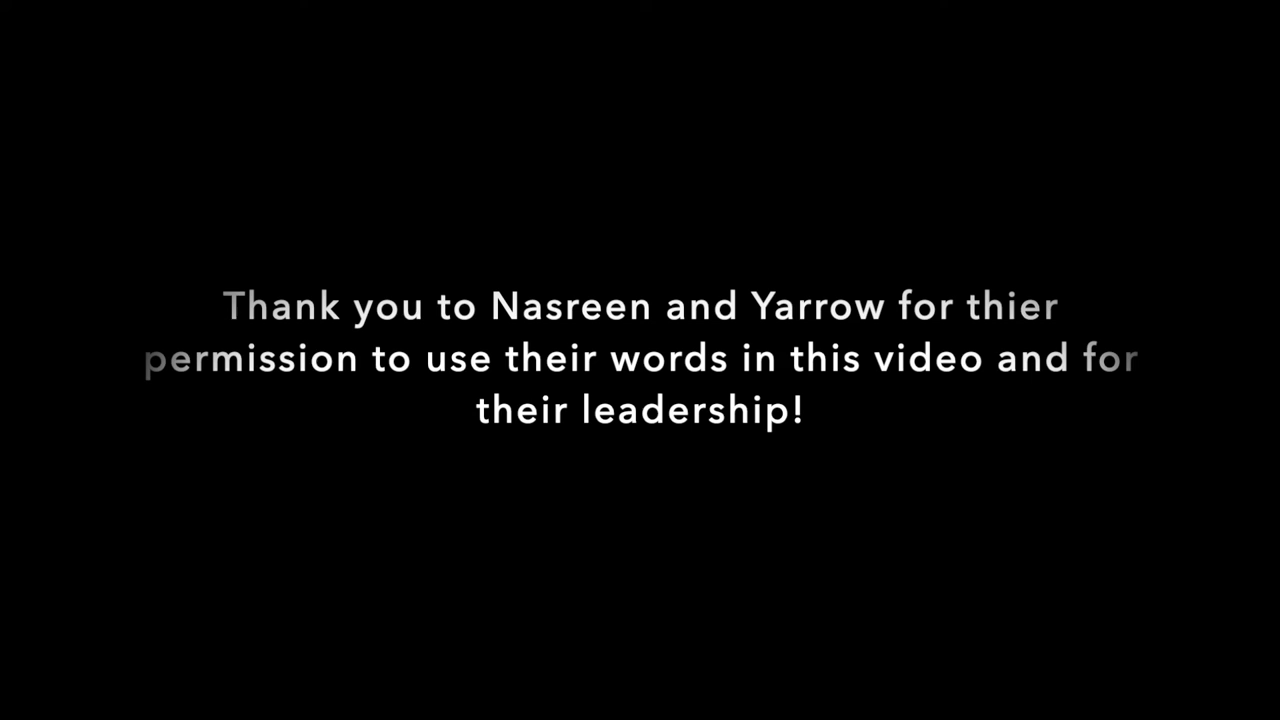 Thank you to Nasreen and Yarrow for thier
permission to use their words in this video and for
their leadership!